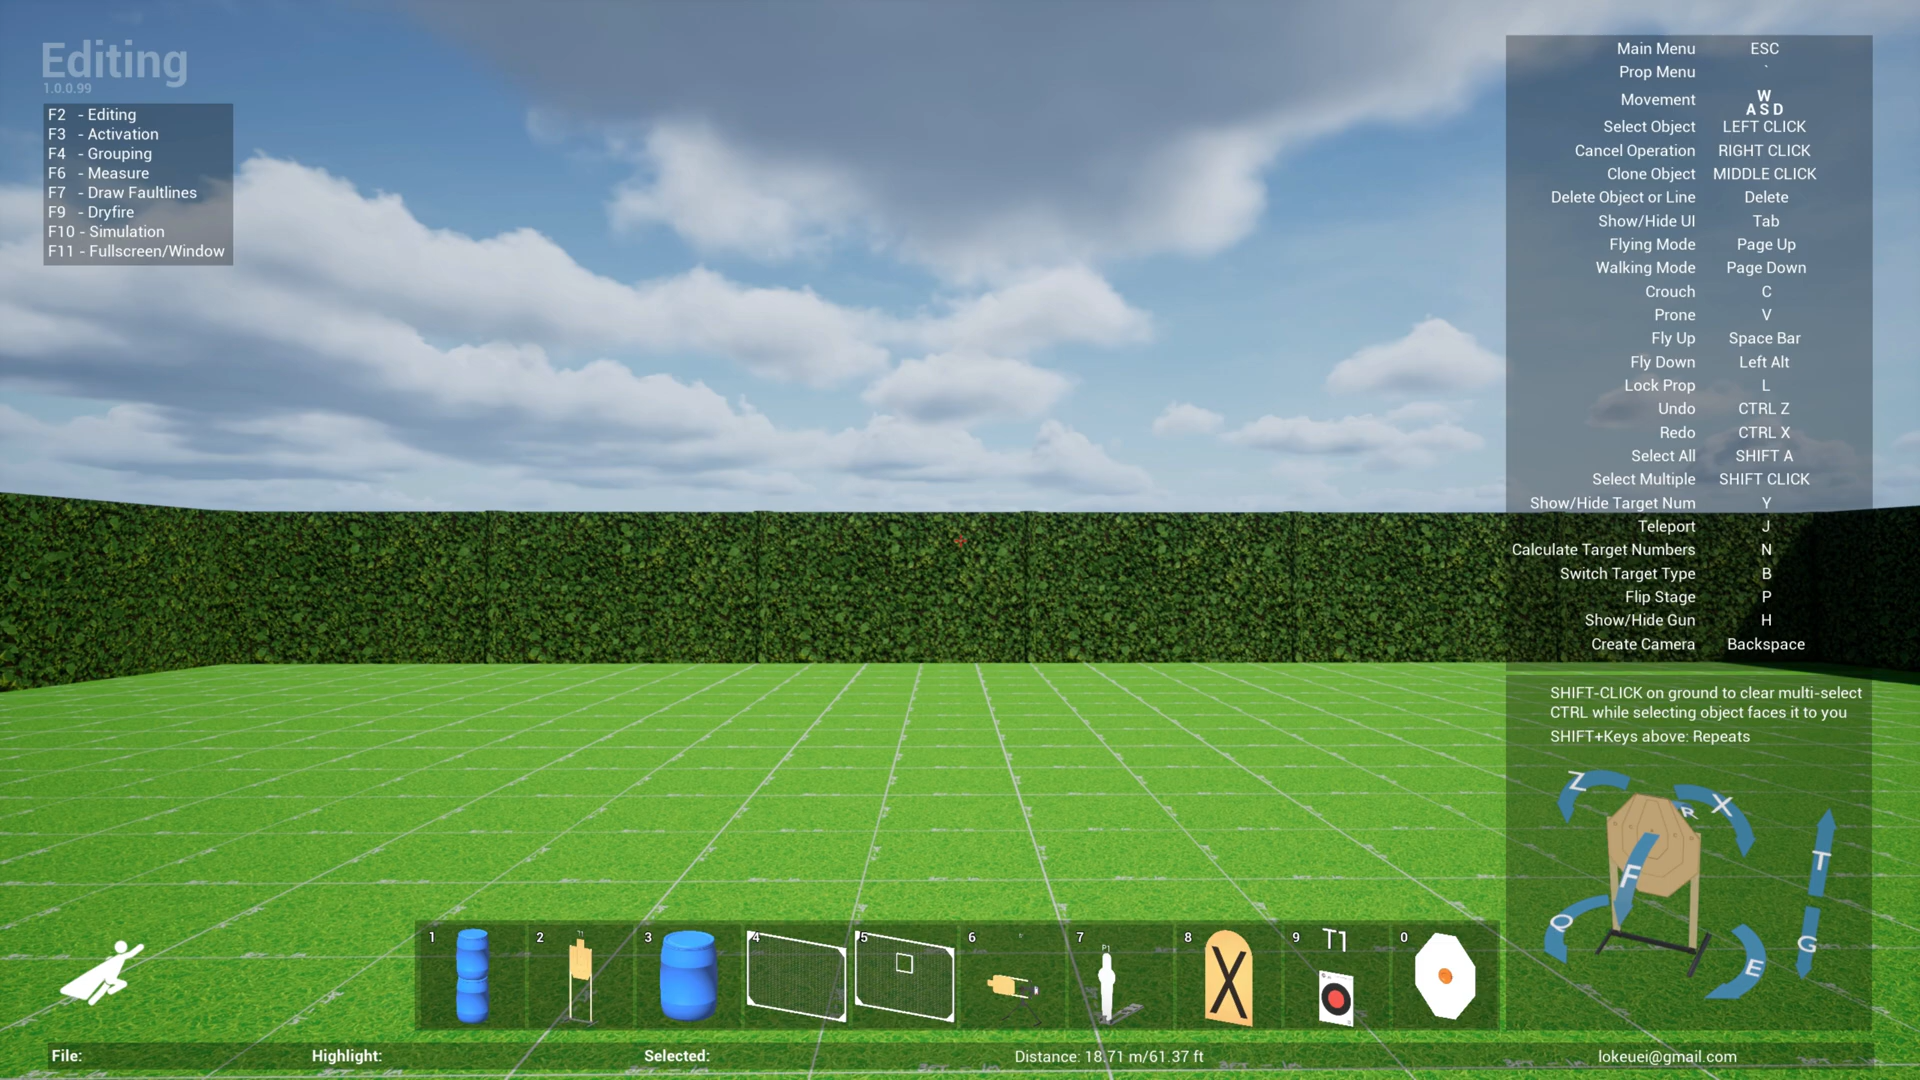 Editing
1.0.0.99
F2 - Editing
F3 - Activation
F4 - Grouping
F6 - Measure
F7 - Draw Faultlines
F9 - Dryfire
F10 - Simulation
F11 - Fullscreen/Window
Main Menu ESC
Prop Menu `
Movement W
A S D
Select Object LEFT CLICK
Cancel Operation RIGHT CLICK
Clone Object MIDDLE CLICK
Delete Object or Line Delete
Show/Hide UI Tab
Flying Mode Page Up
Walking Mode Page Down
Crouch C
Prone V
Fly Up Space Bar
Fly Down Left Alt
Lock Prop L
Undo CTRL Z
Redo CTRL X
Select All SHIFT A
Select Multiple SHIFT CLICK
Show/Hide Target Num Y
Teleport J
Calculate Target Numbers N
Switch Target Type B
Flip Stage P
Show/Hide Gun H
Create Camera Backspace
SHIFT-CLICK on ground to clear multi-select
CTRL while selecting object faces it to you
SHIFT+Keys above: Repeats
Z R X
F T
Q E G
1 2 3 4 5 6 7 8 9 0
T1 P1 X T1
File: Highlight: Selected: Distance: 18.71 m/61.37 ft lokeuei@gmail.com